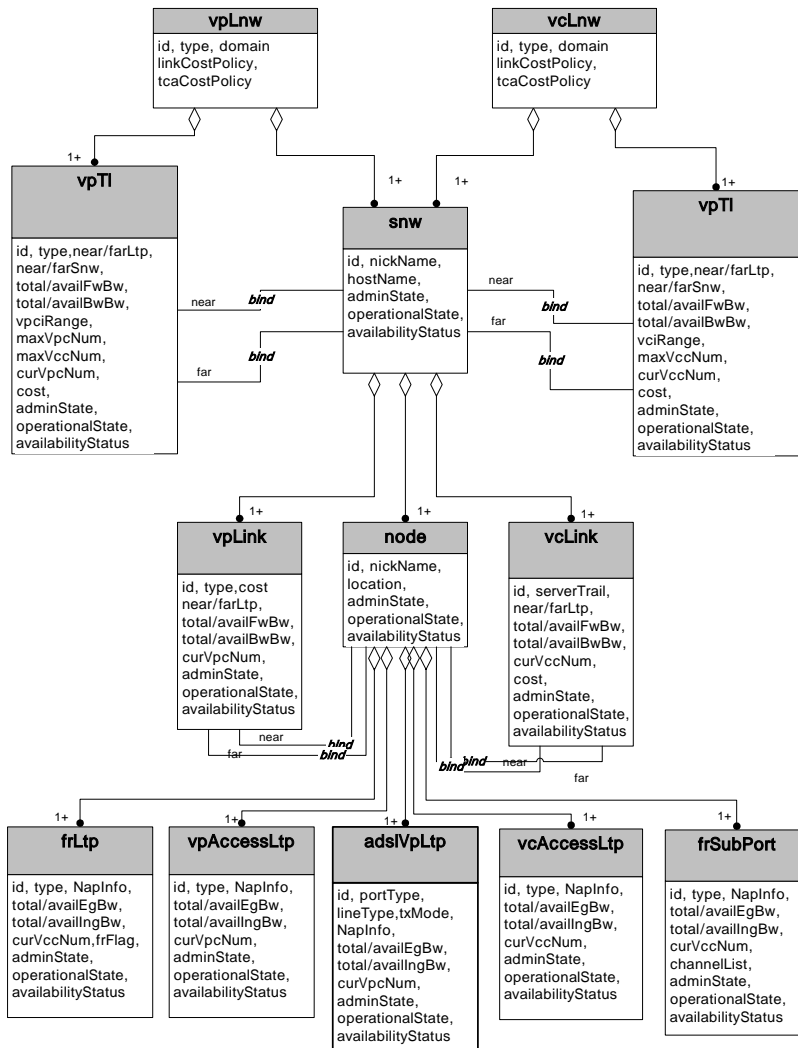 vpLnw
id, type, domain
linkCostPolicy,
tcaCostPolicy
vcLnw
id, type, domain
linkCostPolicy,
tcaCostPolicy
1+
1+
1+
1+
vpTl
id, type,near/farLtp,
near/farSnw,
total/availFwBw,
total/availBwBw,
vpciRange,
maxVpcNum,
maxVccNum,
curVpcNum,
cost,
adminState,
operationalState,
availabilityStatus
snw
id, nickName,
hostName,
adminState,
operationalState,
availabilityStatus
vpTl
id, type,near/farLtp,
near/farSnw,
total/availFwBw,
total/availBwBw,
vciRange,
maxVccNum,
curVccNum,
cost,
adminState,
operationalState,
availabilityStatus
near
bind
far
bind
near
bind
far
bind
1+
1+
1+
vpLink
id, type,cost
near/farLtp,
total/availFwBw,
total/availBwBw,
curVpcNum,
adminState,
operationalState,
availabilityStatus
node
id, nickName,
location,
adminState,
operationalState,
availabilityStatus
vcLink
id, serverTrail,
near/farLtp,
total/availFwBw,
total/availBwBw,
curVccNum,
cost,
adminState,
operationalState,
availabilityStatus
near
bind
far
bind
bind
near
bind
far
1+
1+
1+
1+
1+
frLtp
id, type, NapInfo,
total/availEgBw,
total/availIngBw,
curVccNum,frFlag,
adminState,
operationalState,
availabilityStatus
vpAccessLtp
id, type, NapInfo,
total/availEgBw,
total/availIngBw,
curVpcNum,
adminState,
operationalState,
availabilityStatus
adslVpLtp
id, portType,
lineType,txMode,
NapInfo,
total/availEgBw,
total/availIngBw,
curVpcNum,
adminState,
operationalState,
availabilityStatus
vcAccessLtp
id, type, NapInfo,
total/availEgBw,
total/availIngBw,
curVccNum,
adminState,
operationalState,
availabilityStatus
frSubPort
id, type, NapInfo,
total/availEgBw,
total/availIngBw,
curVccNum,
channelList,
adminState,
operationalState,
availabilityStatus